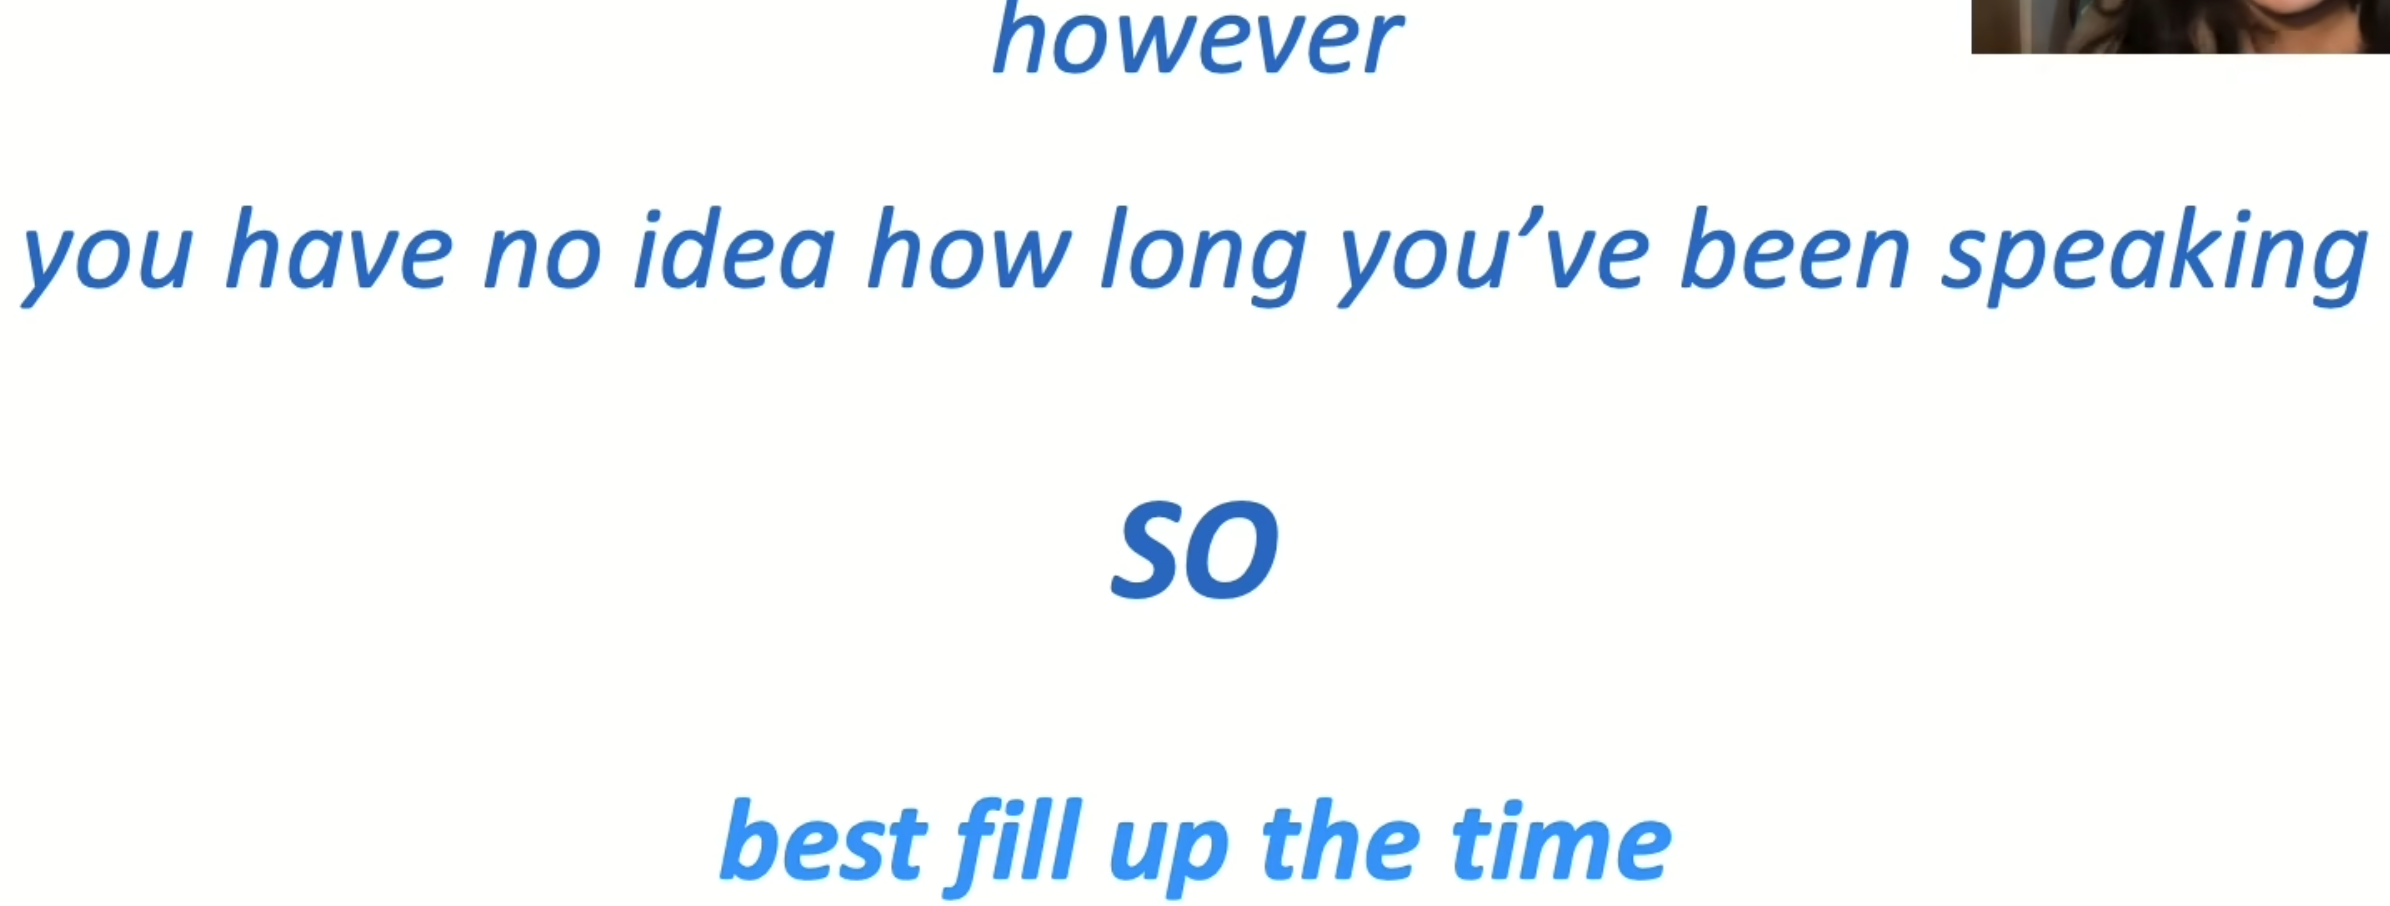 however
you have no idea how long you’ve been speaking
SO
best fill up the time